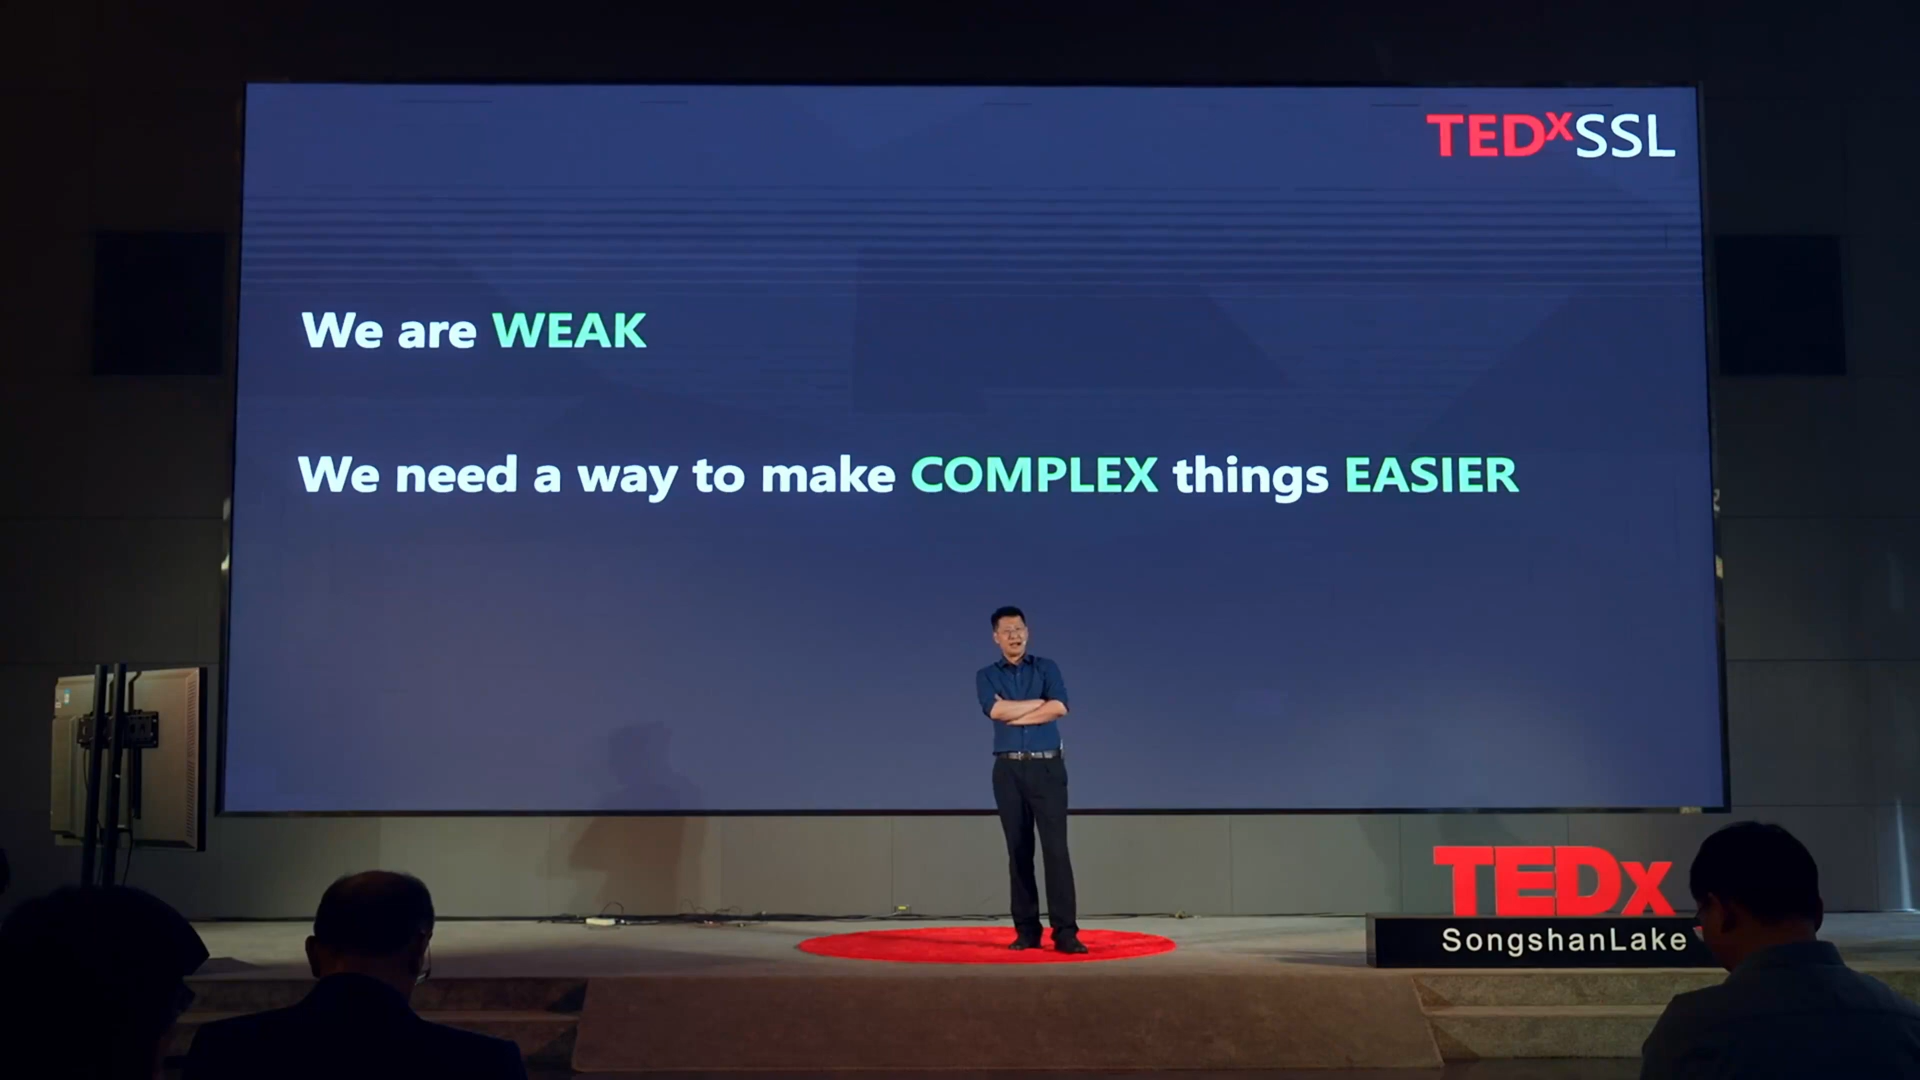 TEDxSSL
We are WEAK
We need a way to make COMPLEX things EASIER
TEDx
SongshanLake